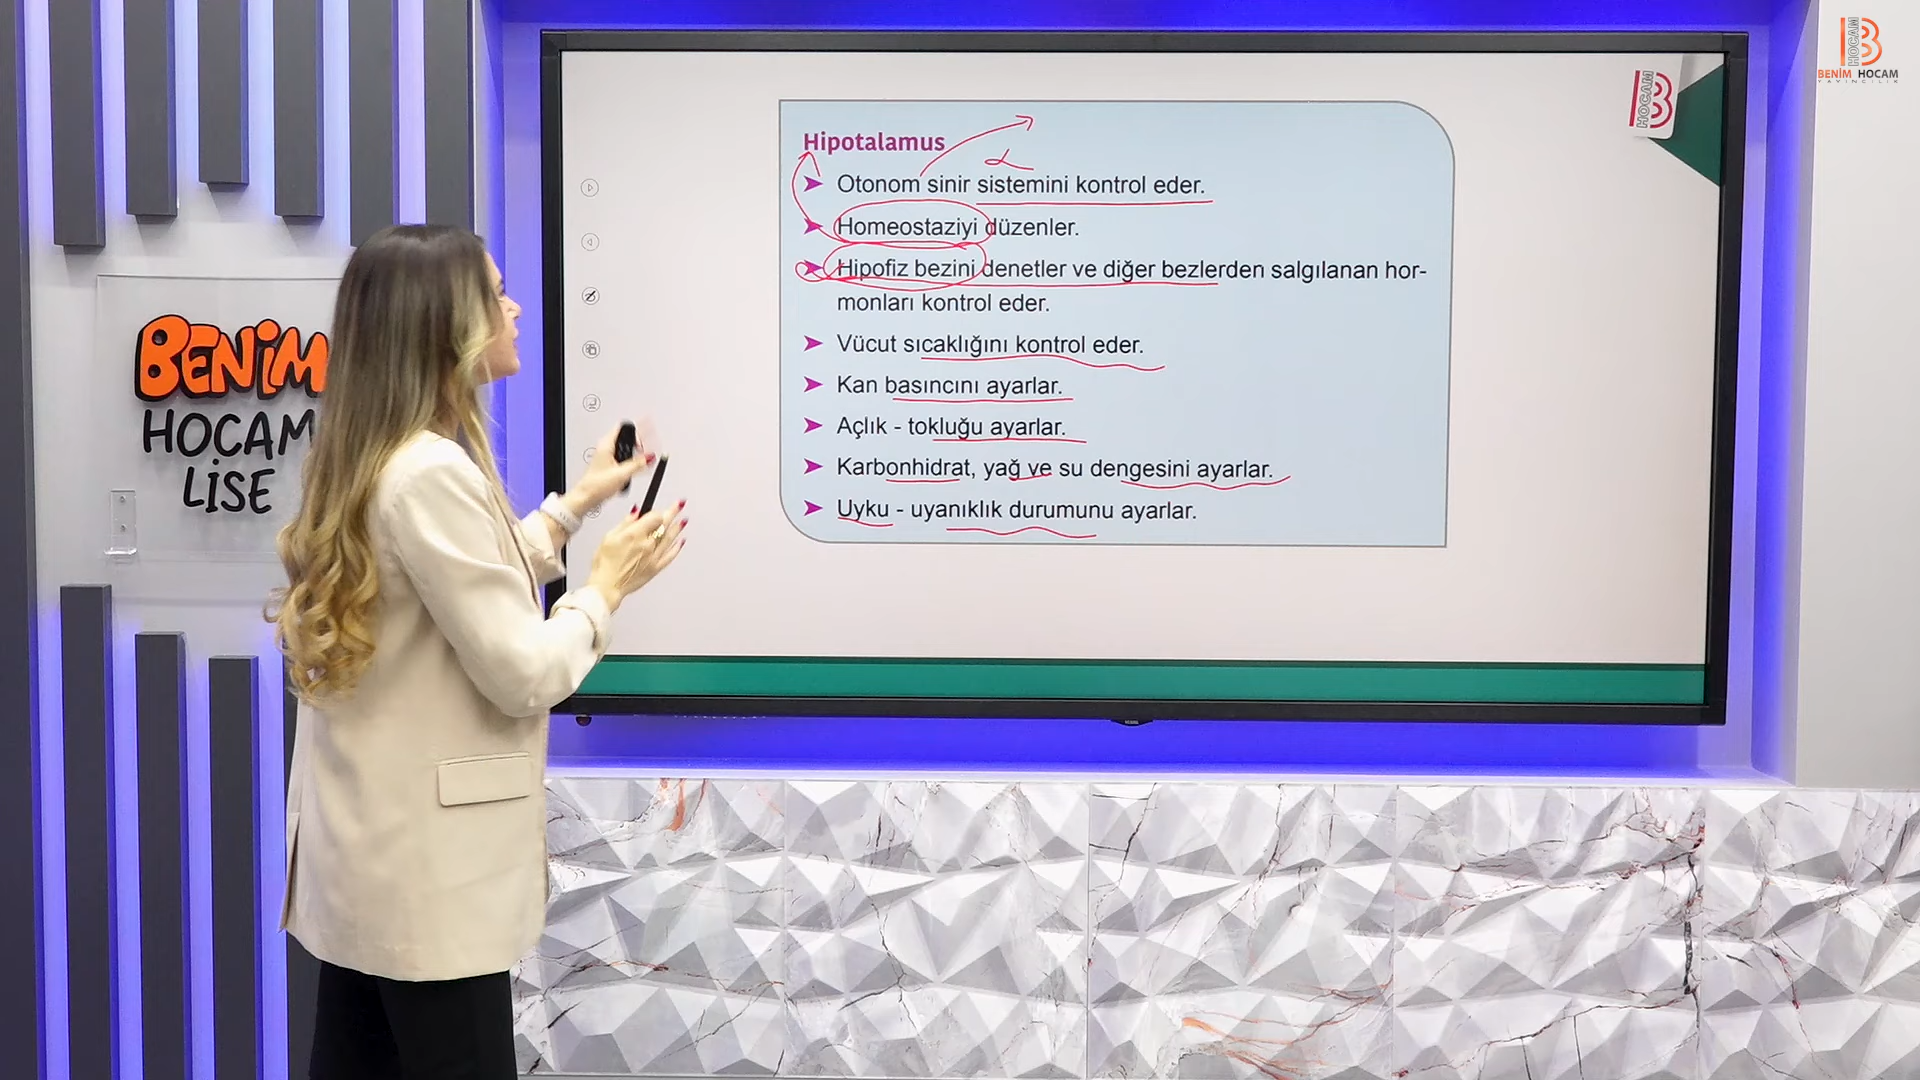 BENİM HOCAM
YAYINCILIK
HOCAM
Hipotalamus
Otonom sinir sistemini kontrol eder.
Homeostaziyi düzenler.
Hipofiz bezini denetler ve diğer bezlerden salgılanan hor-
monları kontrol eder.
Vücut sıcaklığını kontrol eder.
Kan basıncını ayarlar.
Açlık - tokluğu ayarlar.
Karbonhidrat, yağ ve su dengesini ayarlar.
Uyku - uyanıklık durumunu ayarlar.
BENİM
HOCAM
LİSE